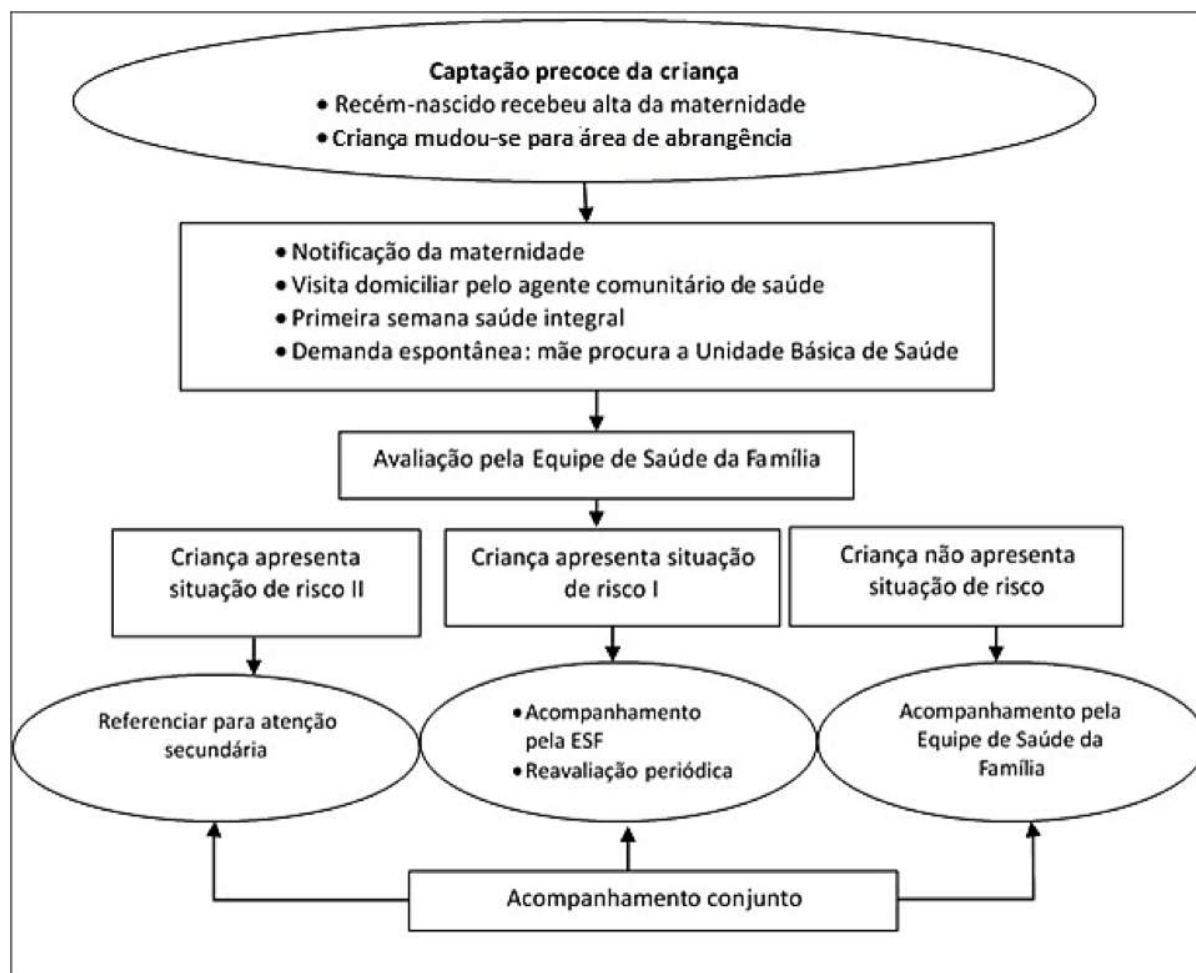 Captação precoce da criança
• Recém-nascido recebeu alta da maternidade
• Criança mudou-se para área de abrangência
• Notificação da maternidade
• Visita domiciliar pelo agente comunitário de saúde
• Primeira semana saúde integral
• Demanda espontânea: mãe procura a Unidade Básica de Saúde
Avaliação pela Equipe de Saúde da Família
Criança apresenta
situação de risco II
Criança apresenta situação
de risco I
Criança não apresenta
situação de risco
Referenciar para atenção
secundária
• Acompanhamento
pela ESF
• Reavaliação periódica
Acompanhamento pela
Equipe de Saúde da
Família
Acompanhamento conjunto